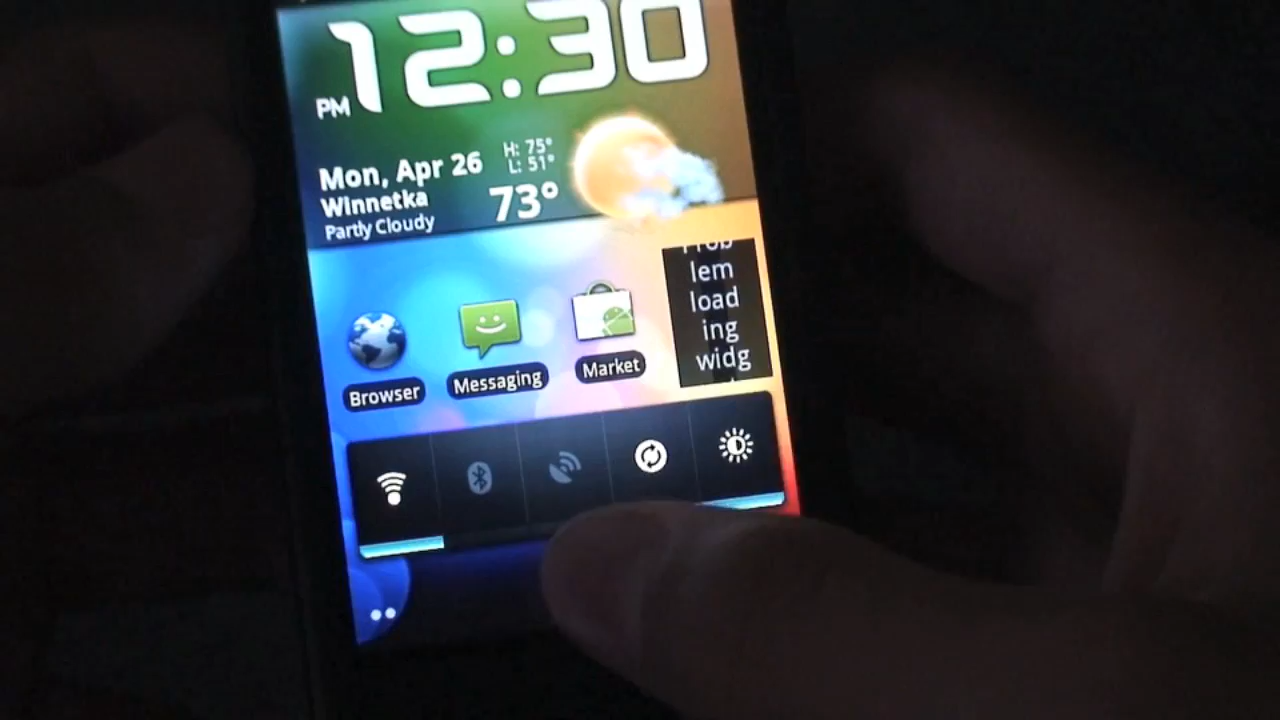 12:30
PM
Mon, Apr 26
H: 75°
L: 51°
Winnetka
73°
Partly Cloudy
Prob
lem
load
ing
widg
Browser
Messaging
Market